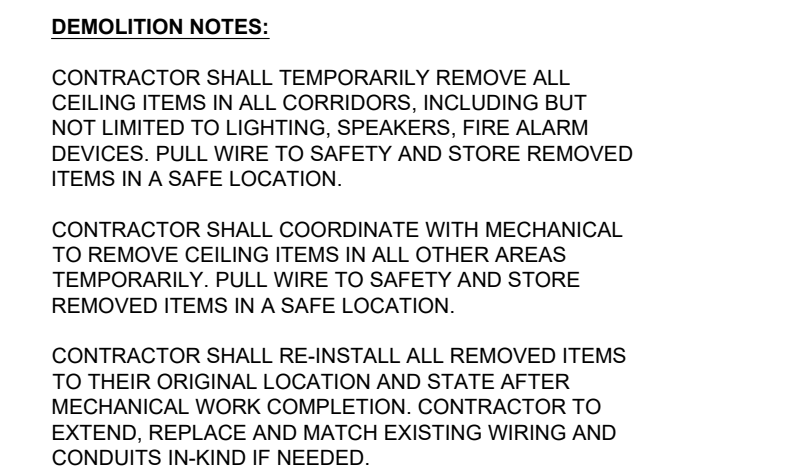 DEMOLITION NOTES:
CONTRACTOR SHALL TEMPORARILY REMOVE ALL
CEILING ITEMS IN ALL CORRIDORS, INCLUDING BUT
NOT LIMITED TO LIGHTING, SPEAKERS, FIRE ALARM
DEVICES. PULL WIRE TO SAFETY AND STORE REMOVED
ITEMS IN A SAFE LOCATION.
CONTRACTOR SHALL COORDINATE WITH MECHANICAL
TO REMOVE CEILING ITEMS IN ALL OTHER AREAS
TEMPORARILY. PULL WIRE TO SAFETY AND STORE
REMOVED ITEMS IN A SAFE LOCATION.
CONTRACTOR SHALL RE-INSTALL ALL REMOVED ITEMS
TO THEIR ORIGINAL LOCATION AND STATE AFTER
MECHANICAL WORK COMPLETION. CONTRACTOR TO
EXTEND, REPLACE AND MATCH EXISTING WIRING AND
CONDUITS IN-KIND IF NEEDED.